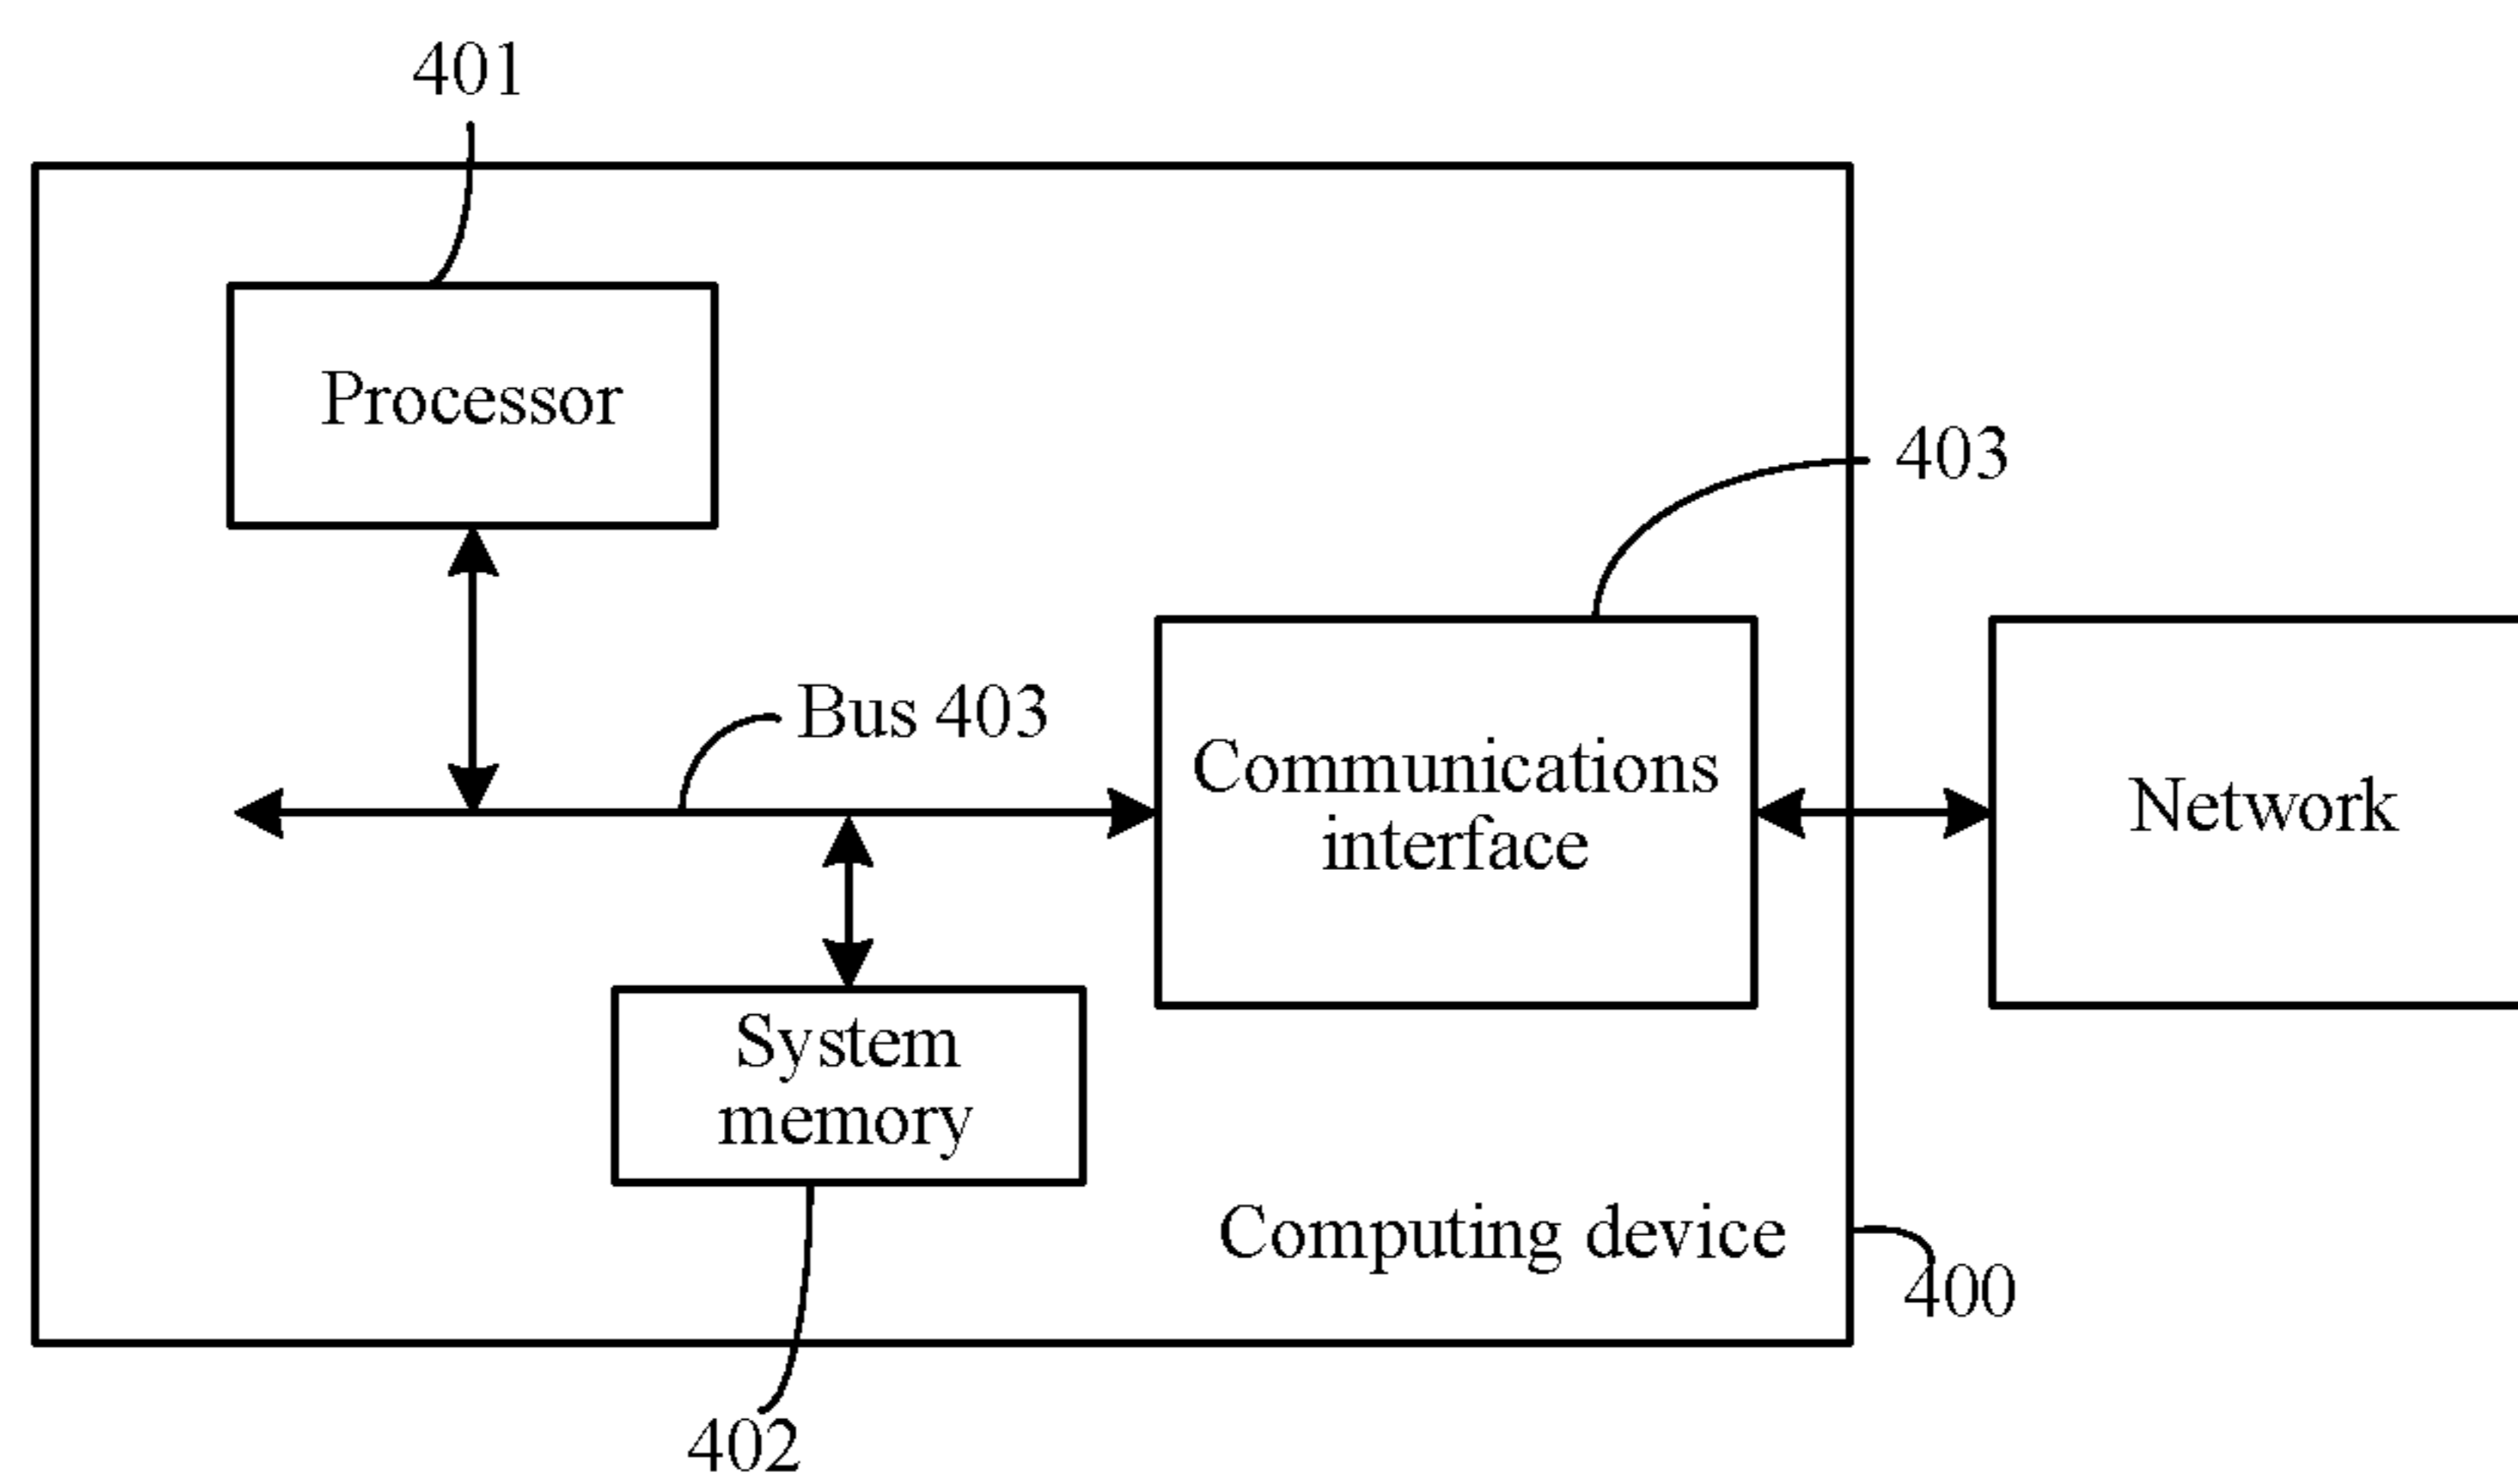 401
Processor
403
Bus 403
Communications
interface
Network
System
memory
Computing device
400
402